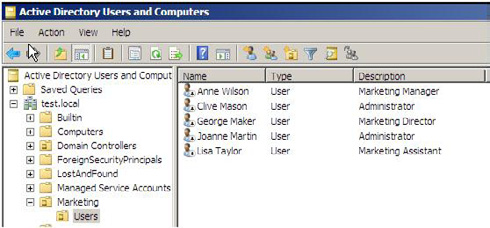 Active Directory Users and Computers
File Action View Help
Active Directory Users and Comput
Saved Queries
test.local
Builtin
Computers
Domain Controllers
ForeignSecurityPrincipals
LostAndFound
Managed Service Accounts
Marketing
Users
Name Type Description
Anne Wilson User Marketing Manager
Clive Mason User Administrator
George Maker User Marketing Director
Joanne Martin User Administrator
Lisa Taylor User Marketing Assistant